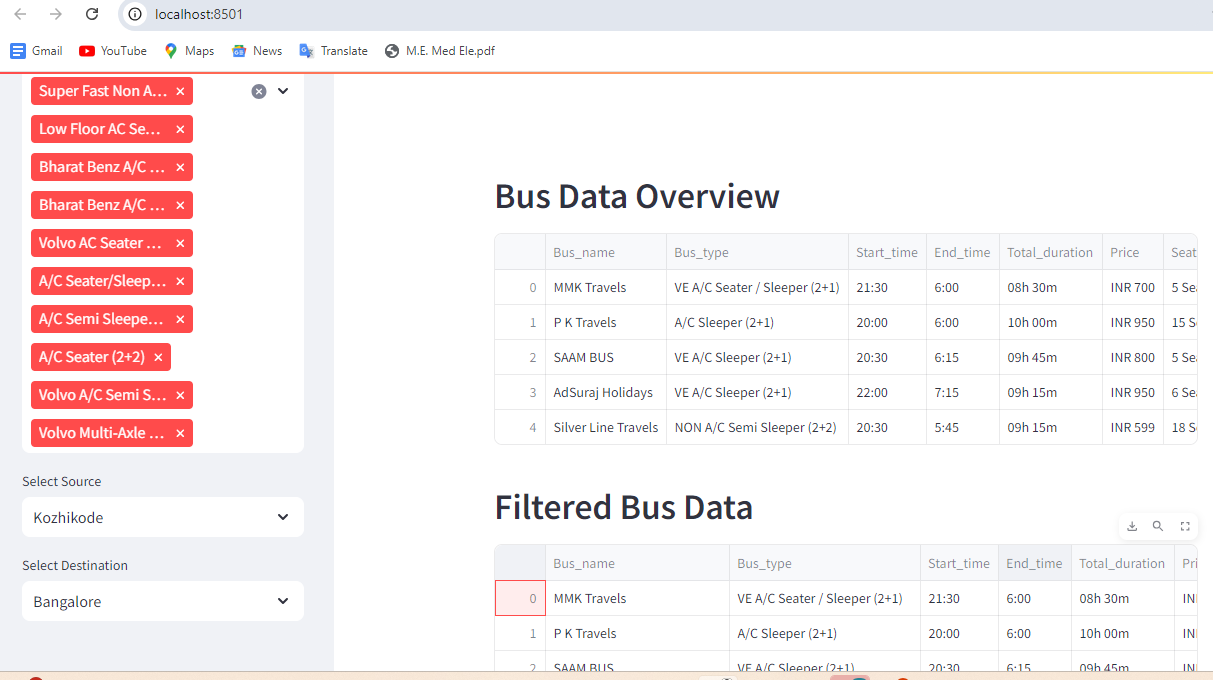 localhost:8501
Gmail YouTube Maps News Translate M.E. Med Ele.pdf
Super Fast Non A... ×
Low Floor AC Se... ×
Bharat Benz A/C ... ×
Bharat Benz A/C ... ×
Volvo AC Seater ... ×
A/C Seater/Sleep... ×
A/C Semi Sleepe... ×
A/C Seater (2+2) ×
Volvo A/C Semi S... ×
Volvo Multi-Axle ... ×
Select Source
Kozhikode
Select Destination
Bangalore
Bus Data Overview
Bus_name Bus_type Start_time End_time Total_duration Price Seat
0 MMK Travels VE A/C Seater / Sleeper (2+1) 21:30 6:00 08h 30m INR 700 5 Sea
1 P K Travels A/C Sleeper (2+1) 20:00 6:00 10h 00m INR 950 15 S
2 SAAM BUS VE A/C Sleeper (2+1) 20:30 6:15 09h 45m INR 800 5 Sea
3 AdSuraj Holidays VE A/C Sleeper (2+1) 22:00 7:15 09h 15m INR 950 6 Sea
4 Silver Line Travels NON A/C Semi Sleeper (2+2) 20:30 5:45 09h 15m INR 599 18 S
Filtered Bus Data
Bus_name Bus_type Start_time End_time Total_duration Pri
0 MMK Travels VE A/C Seater / Sleeper (2+1) 21:30 6:00 08h 30m IN
1 P K Travels A/C Sleeper (2+1) 20:00 6:00 10h 00m IN
2 SAAM BUS VE A/C Sleeper (2+1) 20:30 6:15 09h 45m IN